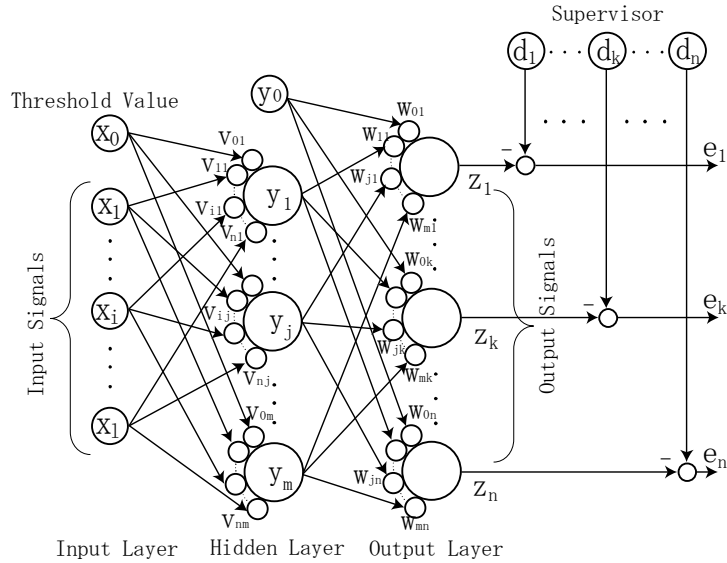 Supervisor
d1 ··· dk ··· dn
Threshold Value
x0
y0
W01
W11
Wj1
Wm1
V01
V11
Vi1
Vn1
x1
y1
z1
e1
Input Signals
Output Signals
xi
Vij
Vnj
yj
W0k
Wjk
Wmk
zk
ek
x1
V0m
Vnm
ym
W0n
Wjn
Wmn
zn
en
Input Layer
Hidden Layer
Output Layer